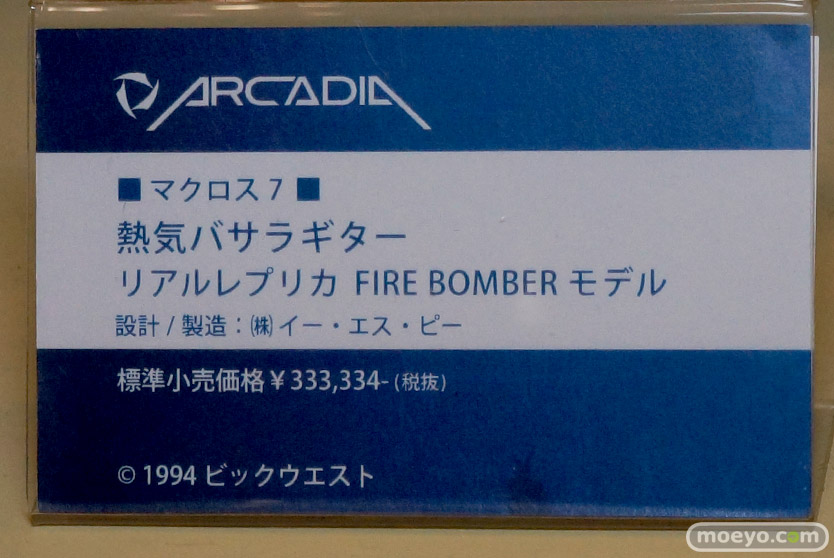 ARCADIA
■ マクロス 7 ■
熱気バサラギター
リアルレプリカ FIRE BOMBER モデル
設計 / 製造：㈱イー・エス・ピー
標準小売価格￥333,334- (税抜)
© 1994 ビックウエスト
moeyo.com